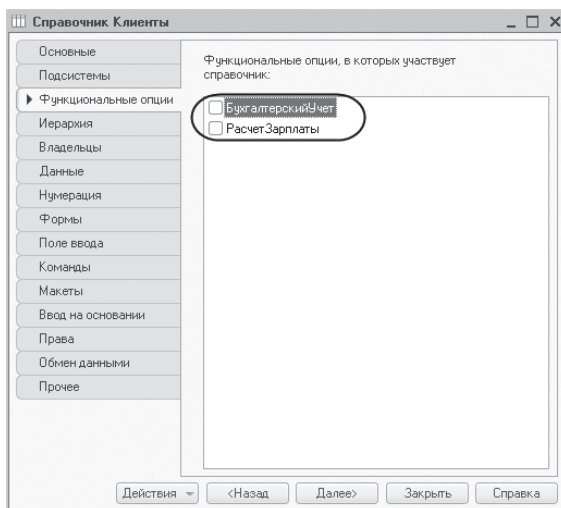 Справочник Клиенты
Основные
Подсистемы
Функциональные опции
Иерархия
Владельцы
Данные
Нумерация
Формы
Поле ввода
Команды
Макеты
Ввод на основании
Права
Обмен данными
Прочее
Функциональные опции, в которых участвует
справочник:
БухгалтерскийУчет
РасчетЗарплаты
Действия
<Назад
Далее>
Закрыть
Справка